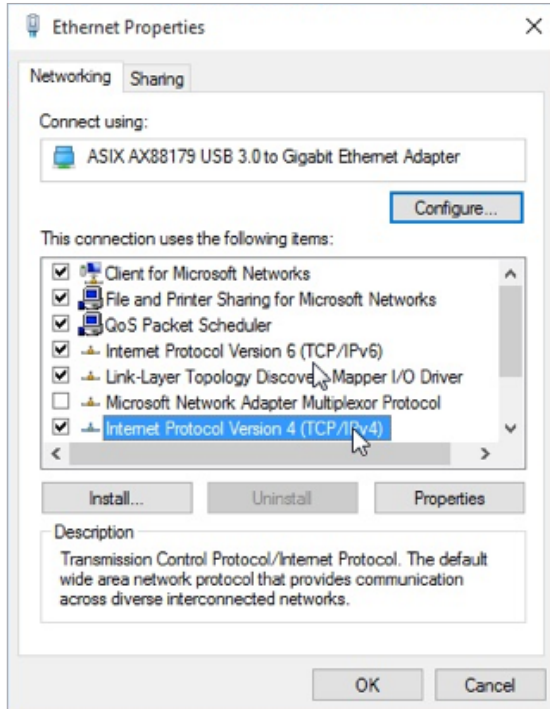 Ethernet Properties
Networking Sharing
Connect using:
ASIX AX88179 USB 3.0 to Gigabit Ethernet Adapter
Configure...
This connection uses the following items:
Client for Microsoft Networks
File and Printer Sharing for Microsoft Networks
QoS Packet Scheduler
Internet Protocol Version 6 (TCP/IPv6)
Link-Layer Topology Discovery Mapper I/O Driver
Microsoft Network Adapter Multiplexor Protocol
Internet Protocol Version 4 (TCP/IPv4)
Install... Uninstall Properties
Description
Transmission Control Protocol/Internet Protocol. The default
wide area network protocol that provides communication
across diverse interconnected networks.
OK Cancel